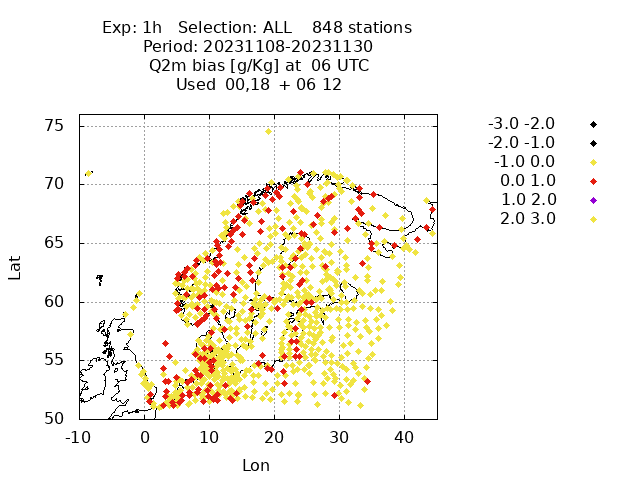 Exp: 1h   Selection: ALL    848 stations
Period: 20231108-20231130
Q2m bias [g/Kg] at  06 UTC
Used  00,18  + 06 12
75
70
65
60
55
50
Lat
-10 0 10 20 30 40
Lon
-3.0 -2.0
-2.0 -1.0
-1.0 0.0
0.0 1.0
1.0 2.0
2.0 3.0